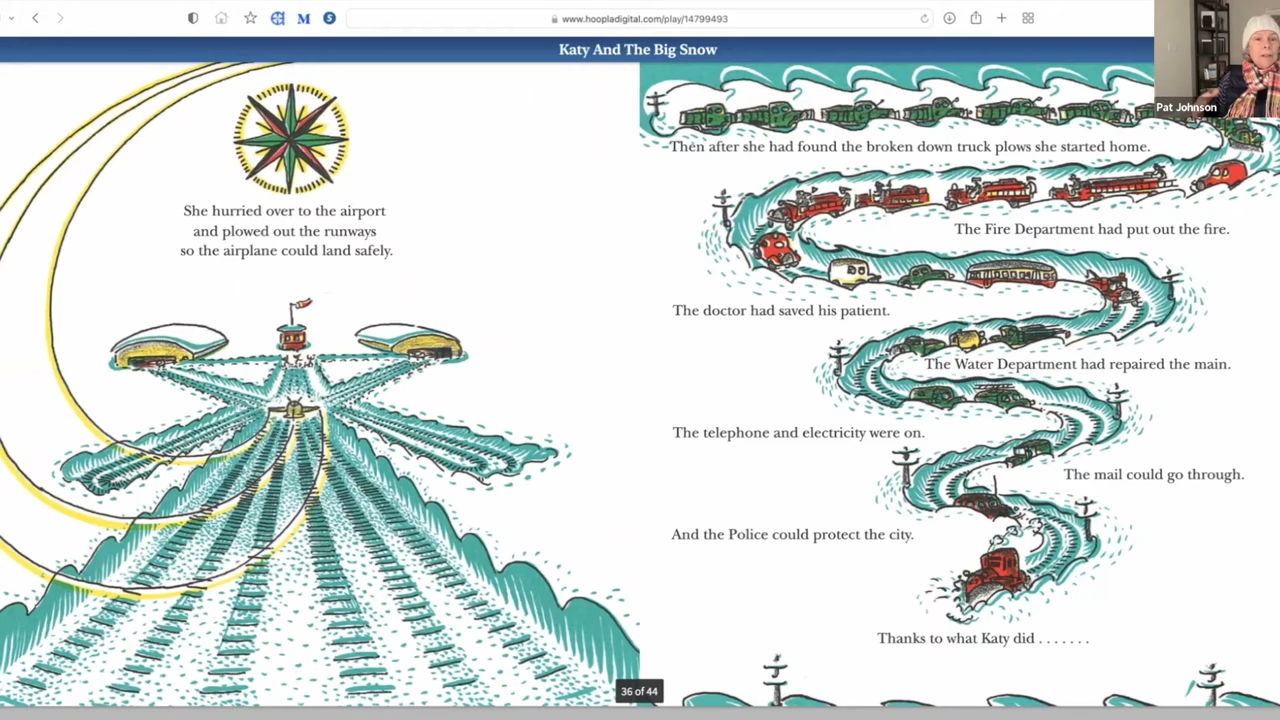 www.hoopladigital.com/play/14799493
Katy And The Big Snow
Pat Johnson
She hurried over to the airport
and plowed out the runways
so the airplane could land safely.
Then after she had found the broken down truck plows she started home.
The Fire Department had put out the fire.
The doctor had saved his patient.
The Water Department had repaired the main.
The telephone and electricity were on.
The mail could go through.
And the Police could protect the city.
Thanks to what Katy did . . . . . . .
36 of 44